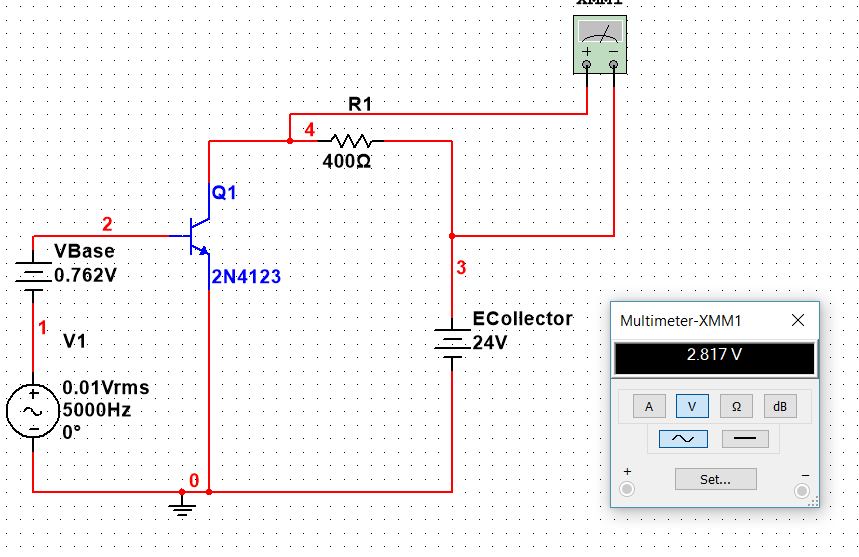 XMM1
+ −
R1
4
400Ω
Q1
2
VBase
0.762V
2N4123
3
1
V1
ECollector
24V
0.01Vrms
5000Hz
0°
0
Multimeter-XMM1
2.817 V
A V Ω dB
Set...
+ −